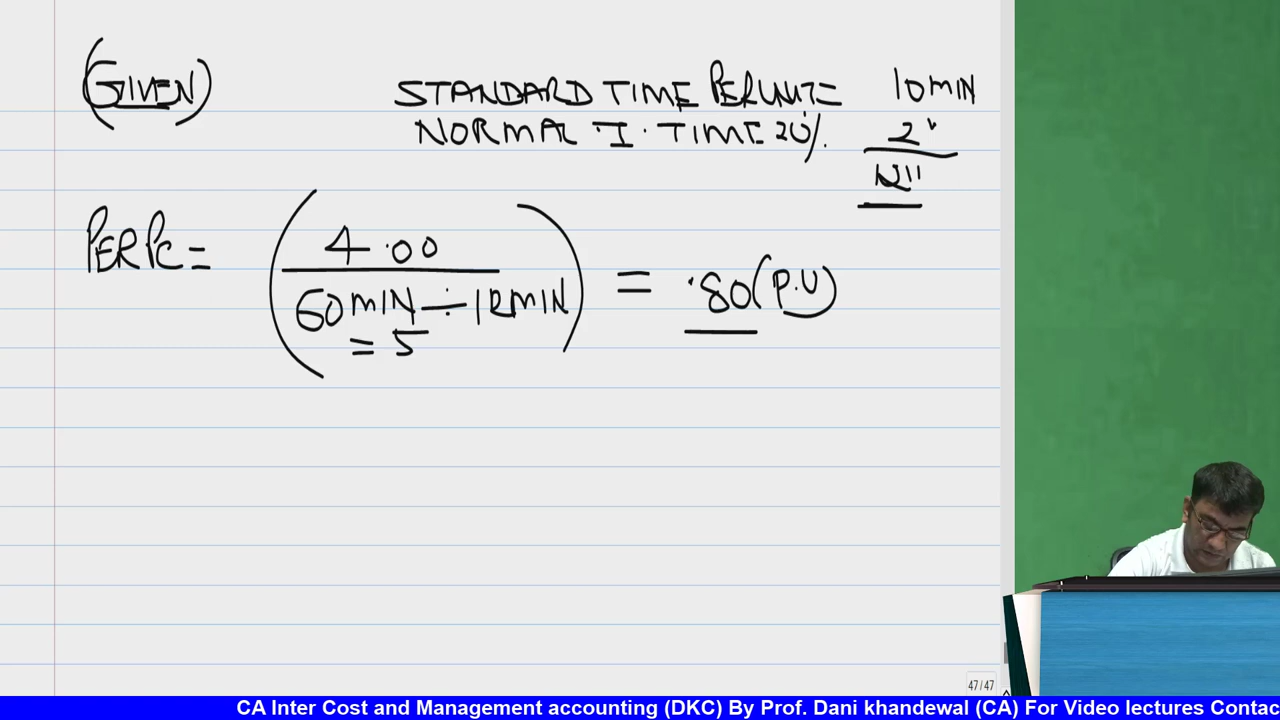 (GIVEN)
STANDARD TIME PER UNIT = 10 MIN
NORMAL I. TIME 20% 2"
12"
PER PC = ( 4.00 / 60 MIN ÷ 12 MIN = 5 ) = .80 (P.U)
47/47
CA Inter Cost and Management accounting (DKC) By Prof. Dani khandewal (CA) For Video lectures Contac